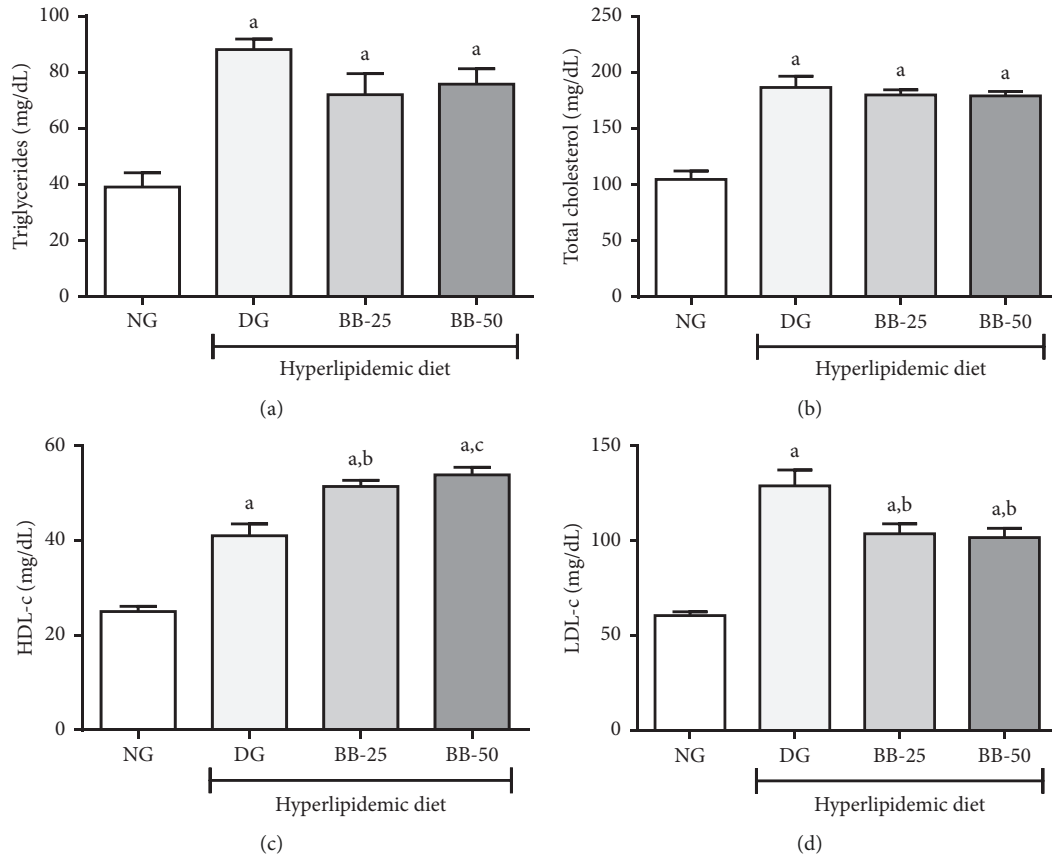 100
80
60
40
20
0
Triglycerides (mg/dL)
a
a
a
NG
DG
BB-25
BB-50
Hyperlipidemic diet
(a)
250
200
150
100
50
0
Total cholesterol (mg/dL)
a
a
a
NG
DG
BB-25
BB-50
Hyperlipidemic diet
(b)
60
40
20
0
HDL-c (mg/dL)
a
a,b
a,c
NG
DG
BB-25
BB-50
Hyperlipidemic diet
(c)
150
100
50
0
LDL-c (mg/dL)
a
a,b
a,b
NG
DG
BB-25
BB-50
Hyperlipidemic diet
(d)